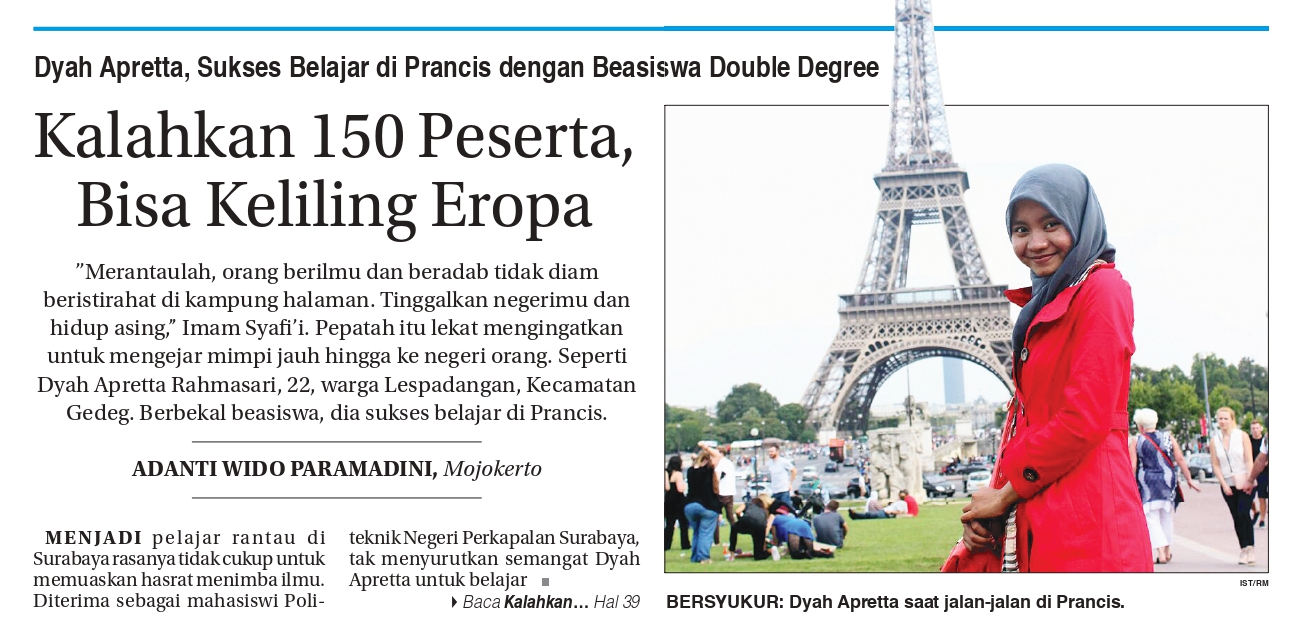 Dyah Apretta, Sukses Belajar di Prancis dengan Beasiswa Double Degree
Kalahkan 150 Peserta,
Bisa Keliling Eropa
”Merantaulah, orang berilmu dan beradab tidak diam
beristirahat di kampung halaman. Tinggalkan negerimu dan
hidup asing,” Imam Syafi’i. Pepatah itu lekat mengingatkan
untuk mengejar mimpi jauh hingga ke negeri orang. Seperti
Dyah Apretta Rahmasari, 22, warga Lespadangan, Kecamatan
Gedeg. Berbekal beasiswa, dia sukses belajar di Prancis.
ADANTI WIDO PARAMADINI, Mojokerto
MENJADI pelajar rantau di
Surabaya rasanya tidak cukup untuk
memuaskan hasrat menimba ilmu.
Diterima sebagai mahasiswi Poli-
teknik Negeri Perkapalan Surabaya,
tak menyurutkan semangat Dyah
Apretta untuk belajar
Baca Kalahkan... Hal 39
IST/RM
BERSYUKUR: Dyah Apretta saat jalan-jalan di Prancis.